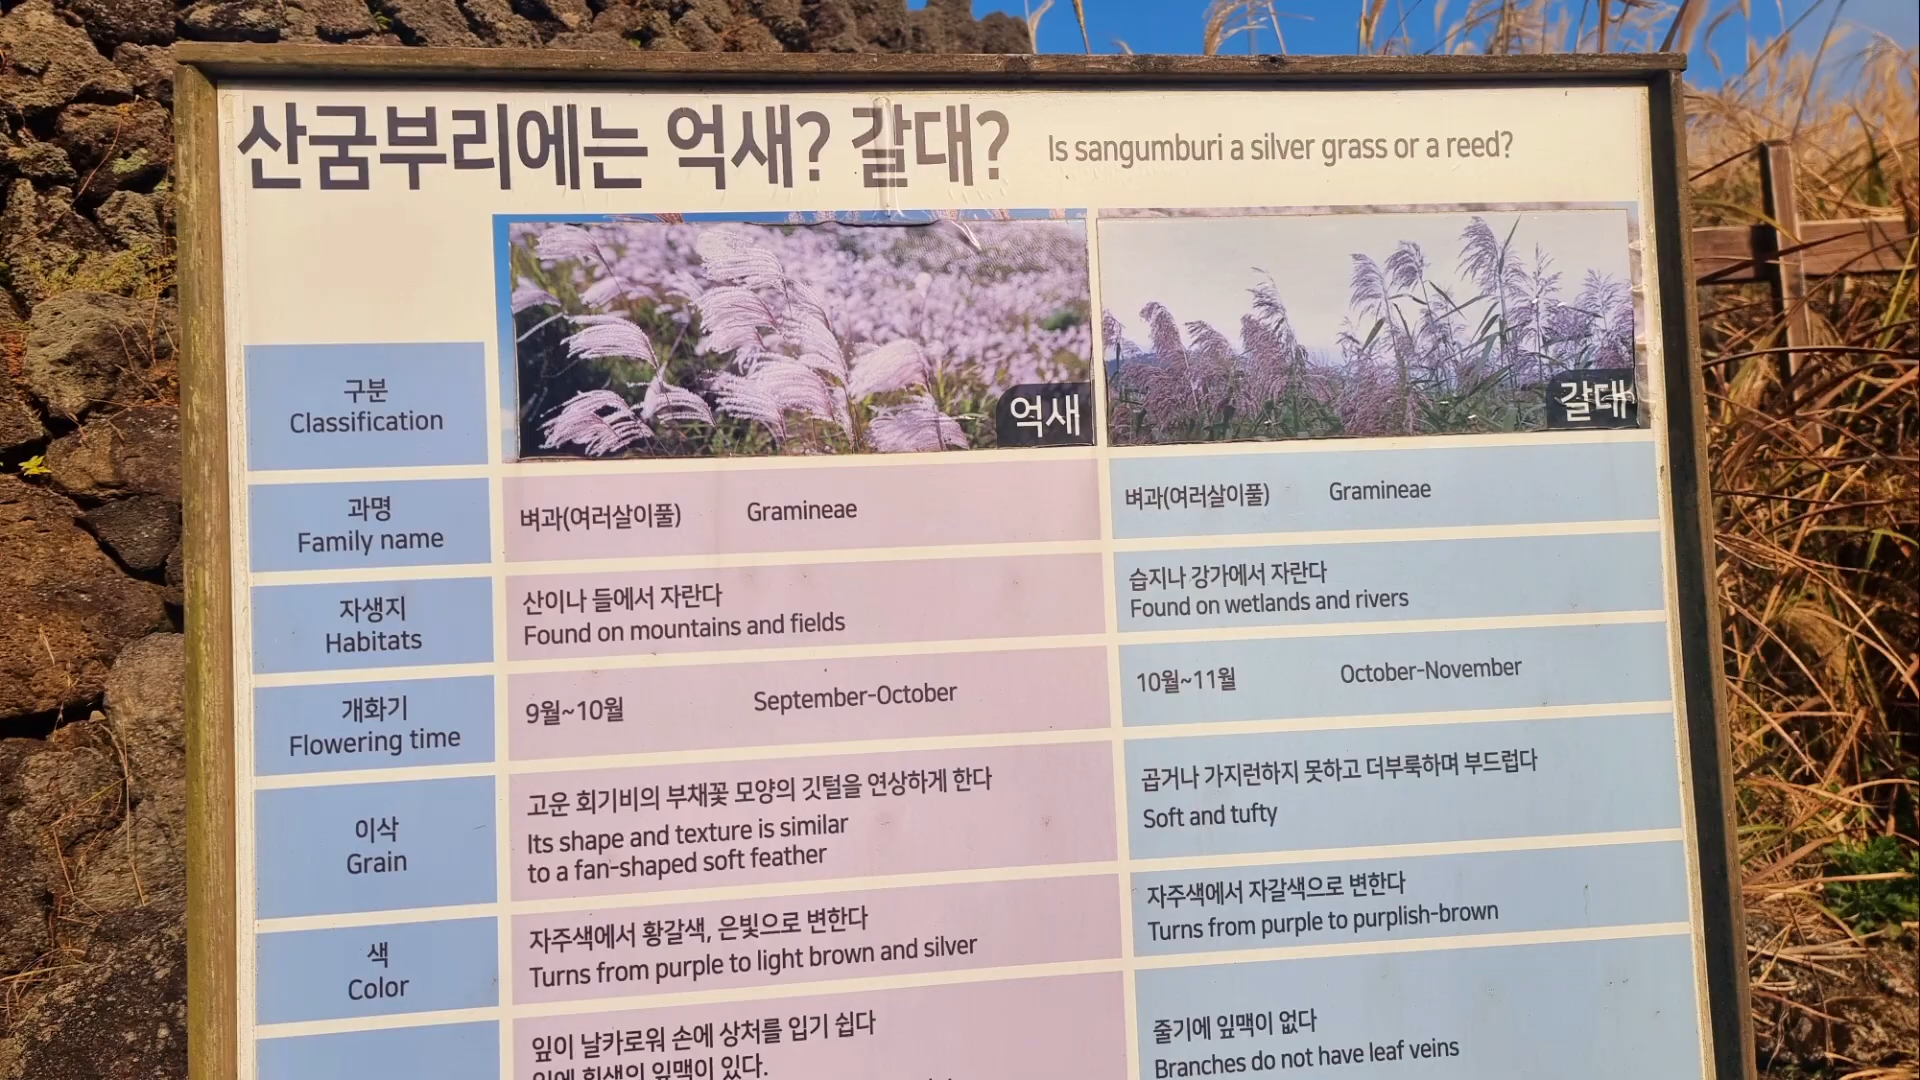 산굼부리에는 억새? 갈대? Is sangumburi a silver grass or a reed?
구분
Classification
억새
갈대
과명
Family name
벼과(여러살이풀) Gramineae
벼과(여러살이풀) Gramineae
자생지
Habitats
산이나 들에서 자란다
Found on mountains and fields
습지나 강가에서 자란다
Found on wetlands and rivers
개화기
Flowering time
9월~10월 September-October
10월~11월 October-November
이삭
Grain
고운 회기비의 부채꽃 모양의 깃털을 연상하게 한다
Its shape and texture is similar
to a fan-shaped soft feather
곱거나 가지런하지 못하고 더부룩하며 부드럽다
Soft and tufty
색
Color
자주색에서 황갈색, 은빛으로 변한다
Turns from purple to light brown and silver
자주색에서 자갈색으로 변한다
Turns from purple to purplish-brown
잎이 날카로워 손에 상처를 입기 쉽다
잎에 흰색의 잎맥이 있다.
줄기에 잎맥이 없다
Branches do not have leaf veins